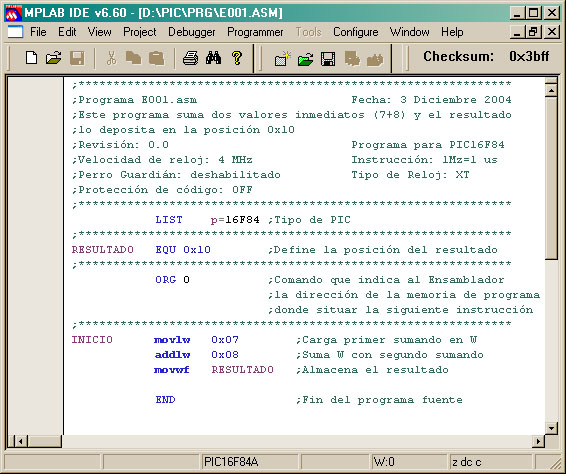 MPLAB IDE v6.60 - [D:\PIC\PRG\E001.ASM]
File Edit View Project Debugger Programmer Tools Configure Window Help
Checksum: 0x3bff
;**************************************************************
;Programa E001.asm Fecha: 3 Diciembre 2004
;Este programa suma dos valores inmediatos (7+8) y el resultado
;lo deposita en la posición 0x10
;Revisión: 0.0 Programa para PIC16F84
;Velocidad de reloj: 4 MHz Instrucción: 1Mz=1 us
;Perro Guardián: deshabilitado Tipo de Reloj: XT
;Protección de código: OFF
;**************************************************************
LIST p=16F84 ;Tipo de PIC
;**************************************************************
RESULTADO EQU 0x10 ;Define la posición del resultado
;**************************************************************
ORG 0 ;Comando que indica al Ensamblador
;la dirección de la memoria de programa
;donde situar la siguiente instrucción
;**************************************************************
INICIO movlw 0x07 ;Carga primer sumando en W
addlw 0x08 ;Suma W con segundo sumando
movwf RESULTADO ;Almacena el resultado
END ;Fin del programa fuente
PIC16F84A W:0 z dc c